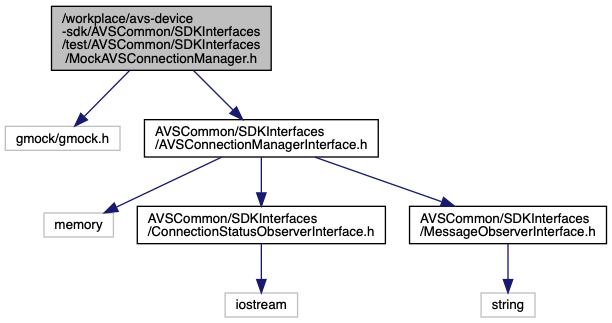 /workplace/avs-device
-sdk/AVSCommon/SDKInterfaces
/test/AVSCommon/SDKInterfaces
/MockAVSConnectionManager.h
gmock/gmock.h
AVSCommon/SDKInterfaces
/AVSConnectionManagerInterface.h
memory
AVSCommon/SDKInterfaces
/ConnectionStatusObserverInterface.h
AVSCommon/SDKInterfaces
/MessageObserverInterface.h
iostream
string